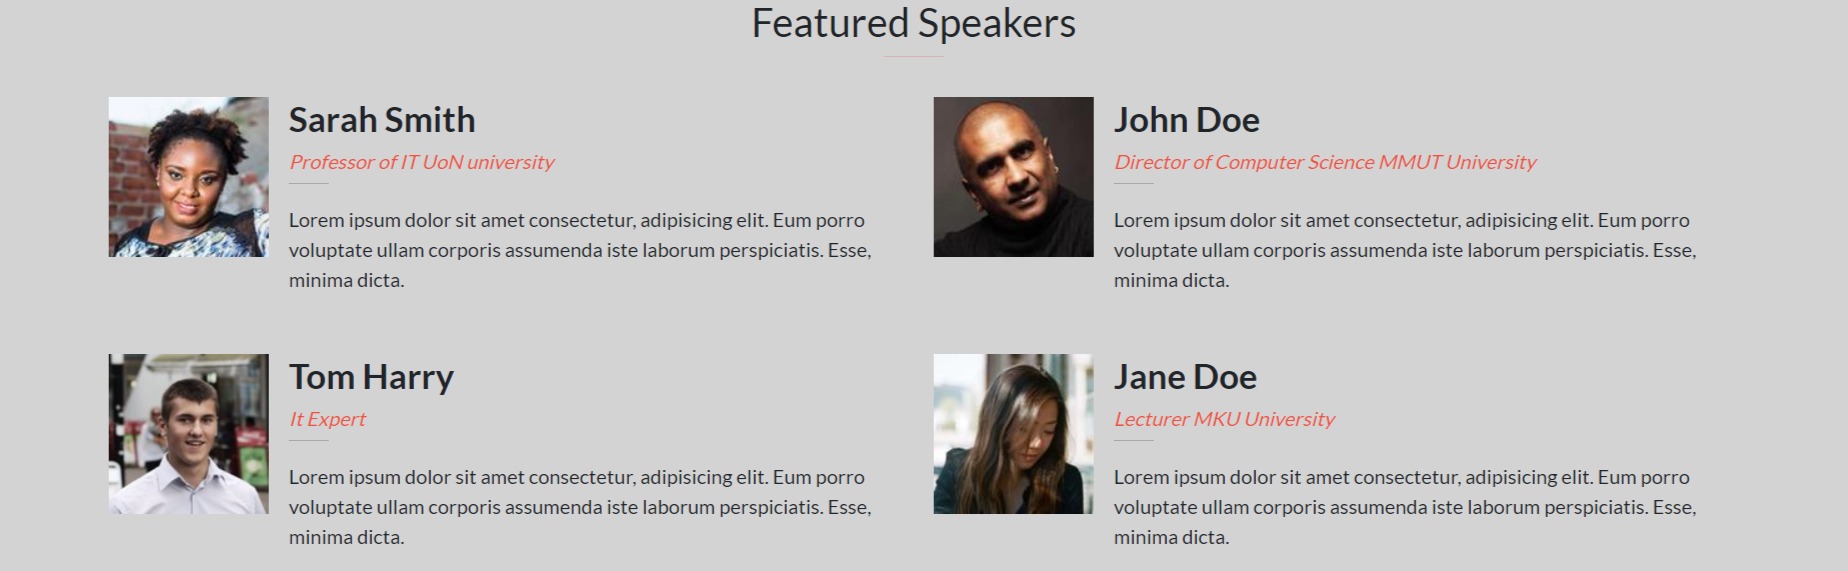 Featured Speakers
Sarah Smith
Professor of IT UoN university
Lorem ipsum dolor sit amet consectetur, adipisicing elit. Eum porro
voluptate ullam corporis assumenda iste laborum perspiciatis. Esse,
minima dicta.
John Doe
Director of Computer Science MMUT University
Lorem ipsum dolor sit amet consectetur, adipisicing elit. Eum porro
voluptate ullam corporis assumenda iste laborum perspiciatis. Esse,
minima dicta.
Tom Harry
It Expert
Lorem ipsum dolor sit amet consectetur, adipisicing elit. Eum porro
voluptate ullam corporis assumenda iste laborum perspiciatis. Esse,
minima dicta.
Jane Doe
Lecturer MKU University
Lorem ipsum dolor sit amet consectetur, adipisicing elit. Eum porro
voluptate ullam corporis assumenda iste laborum perspiciatis. Esse,
minima dicta.